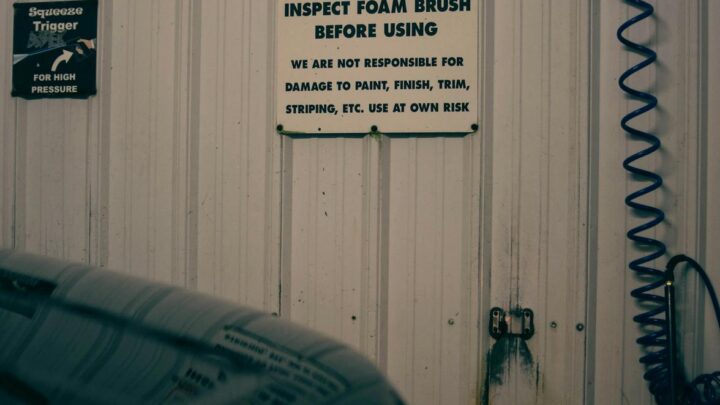 Squeeze
Trigger
FOR HIGH
PRESSURE
INSPECT FOAM BRUSH
BEFORE USING
WE ARE NOT RESPONSIBLE FOR
DAMAGE TO PAINT, FINISH, TRIM,
STRIPING, ETC. USE AT OWN RISK